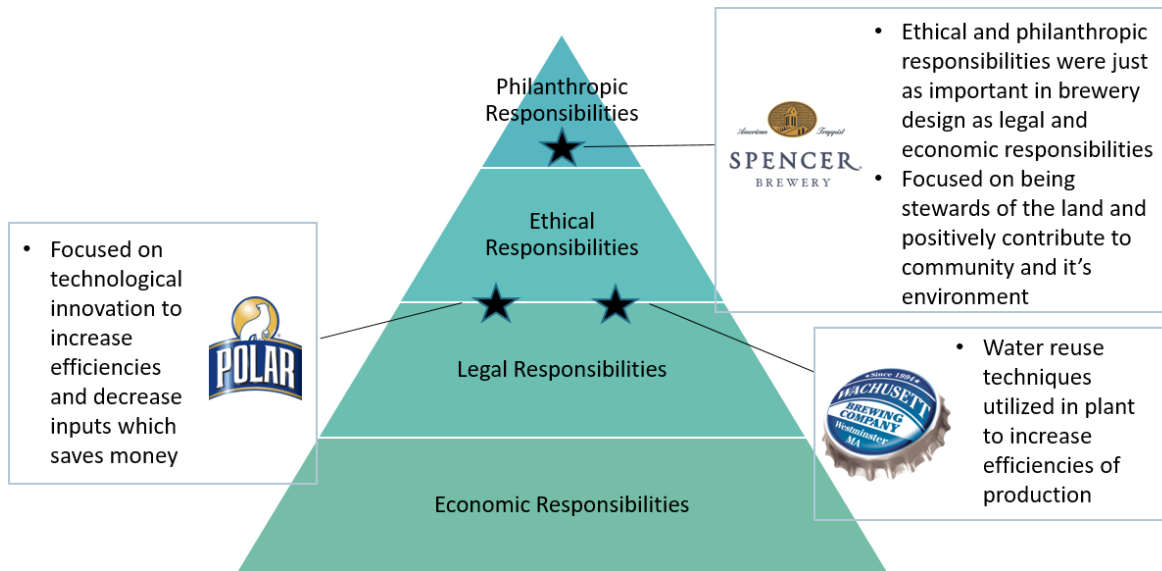 Philanthropic
Responsibilities
Ethical
Responsibilities
Legal Responsibilities
Economic Responsibilities
• Focused on
technological
innovation to
increase
efficiencies
and decrease
inputs which
saves money
POLAR
American Trappist
SPENCER
BREWERY
• Ethical and philanthropic
responsibilities were just
as important in brewery
design as legal and
economic responsibilities
• Focused on being
stewards of the land and
positively contribute to
community and it’s
environment
• Since 1994 •
WACHUSETT
BREWING
COMPANY
Westminster
MA
• Water reuse
techniques
utilized in plant
to increase
efficiencies of
production